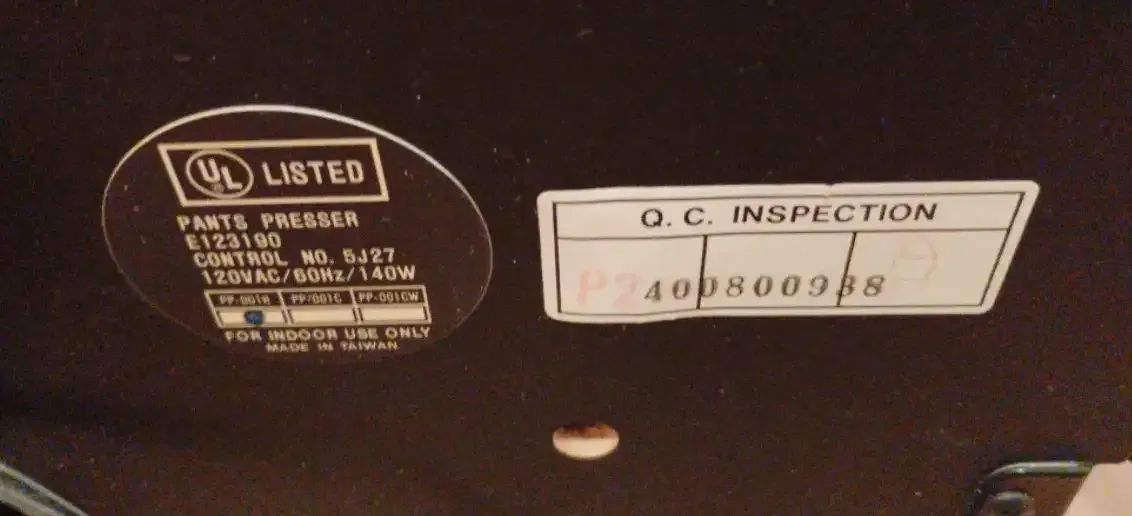 UL LISTED
PANTS PRESSER
E123190
CONTROL NO. 5J27
120VAC/60Hz/140W
PP-001R PP-001C PP-001CW
FOR INDOOR USE ONLY
MADE IN TAIWAN
Q. C. INSPECTION
P2 400800938